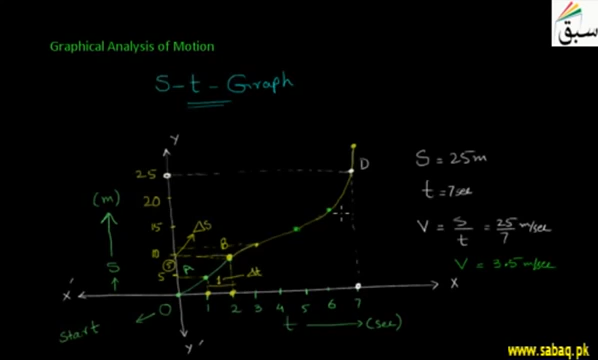 Graphical Analysis of Motion
سبق
S-t-Graph
Y
25
20
15
10
5
(m)
S
ΔS
A
B
D
1
Δt
X'
O
1 2 3 4 5 6 7
X
Start
t
(sec)
Y'
S = 25m
t = 7sec
V = S/t = 25/7 m/sec
V = 3.5 m/sec
www.sabaq.pk